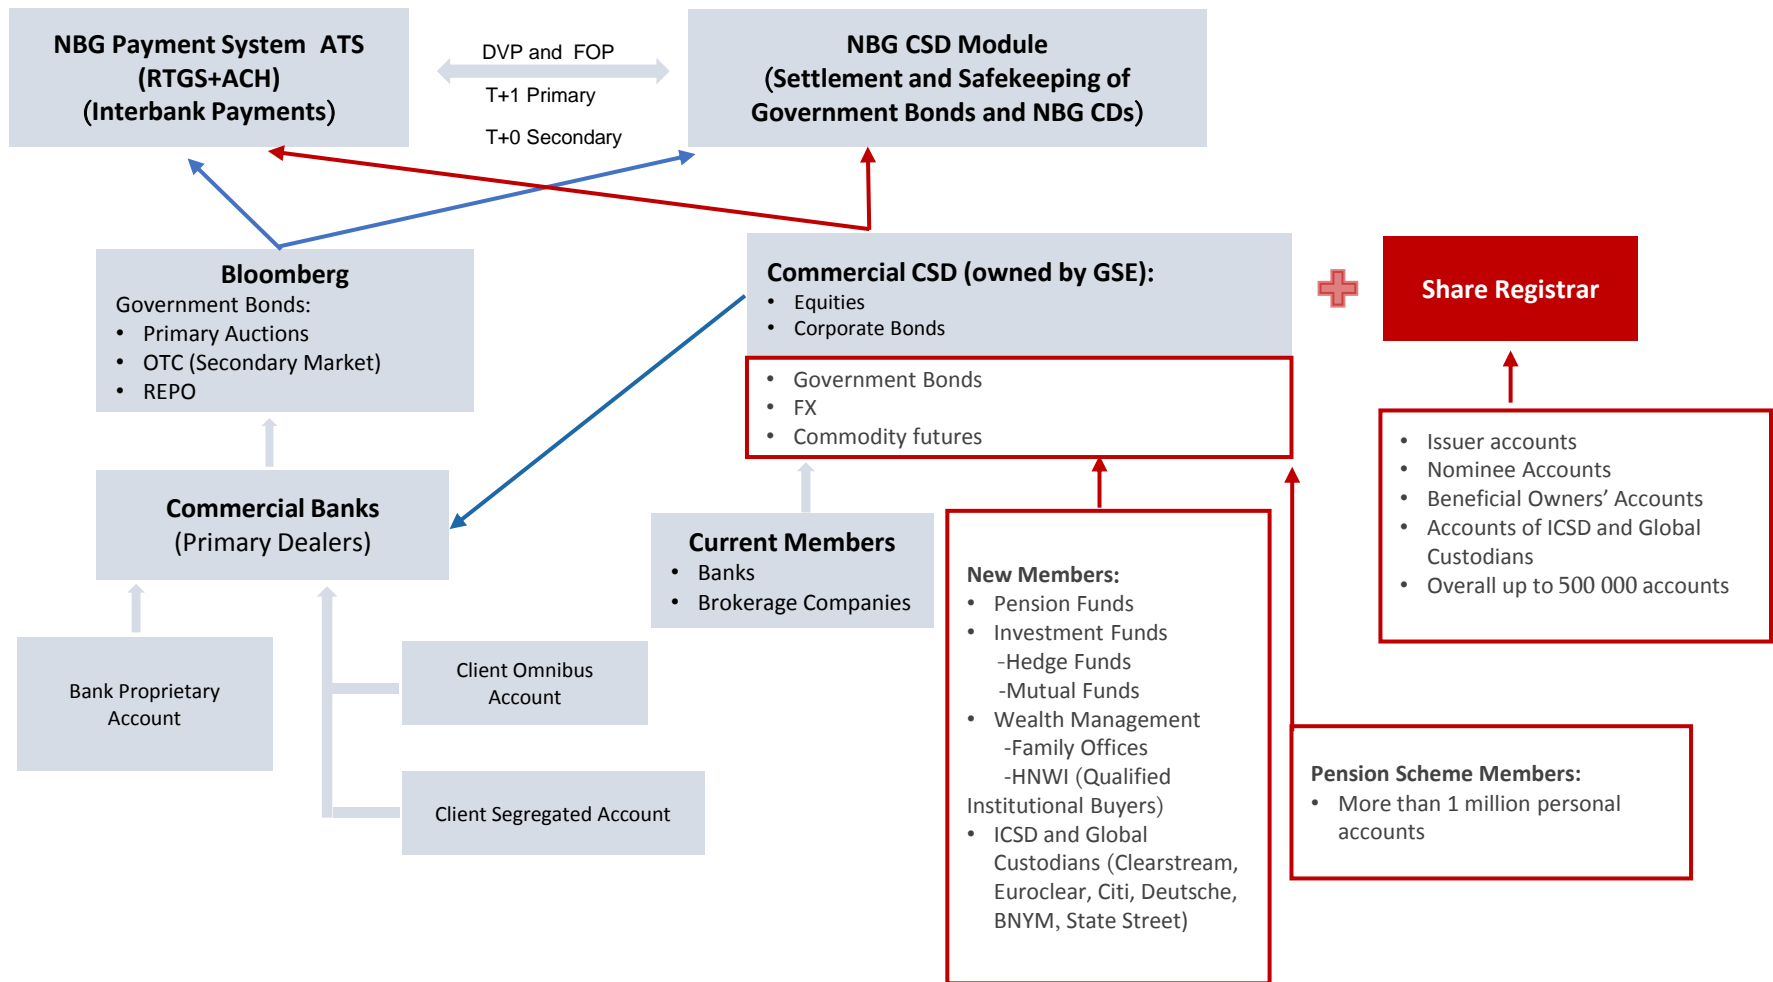 NBG Payment System ATS
(RTGS+ACH)
(Interbank Payments)
DVP and FOP
T+1 Primary
T+0 Secondary
NBG CSD Module
(Settlement and Safekeeping of
Government Bonds and NBG CDs)
Bloomberg
Government Bonds:
• Primary Auctions
• OTC (Secondary Market)
• REPO
Commercial CSD (owned by GSE):
• Equities
• Corporate Bonds
• Government Bonds
• FX
• Commodity futures
Share Registrar
• Issuer accounts
• Nominee Accounts
• Beneficial Owners’ Accounts
• Accounts of ICSD and Global
Custodians
• Overall up to 500 000 accounts
Commercial Banks
(Primary Dealers)
Current Members
• Banks
• Brokerage Companies
New Members:
• Pension Funds
• Investment Funds
-Hedge Funds
-Mutual Funds
• Wealth Management
-Family Offices
-HNWI (Qualified
Institutional Buyers)
• ICSD and Global
Custodians (Clearstream,
Euroclear, Citi, Deutsche,
BNYM, State Street)
Bank Proprietary
Account
Client Omnibus
Account
Client Segregated Account
Pension Scheme Members:
• More than 1 million personal
accounts